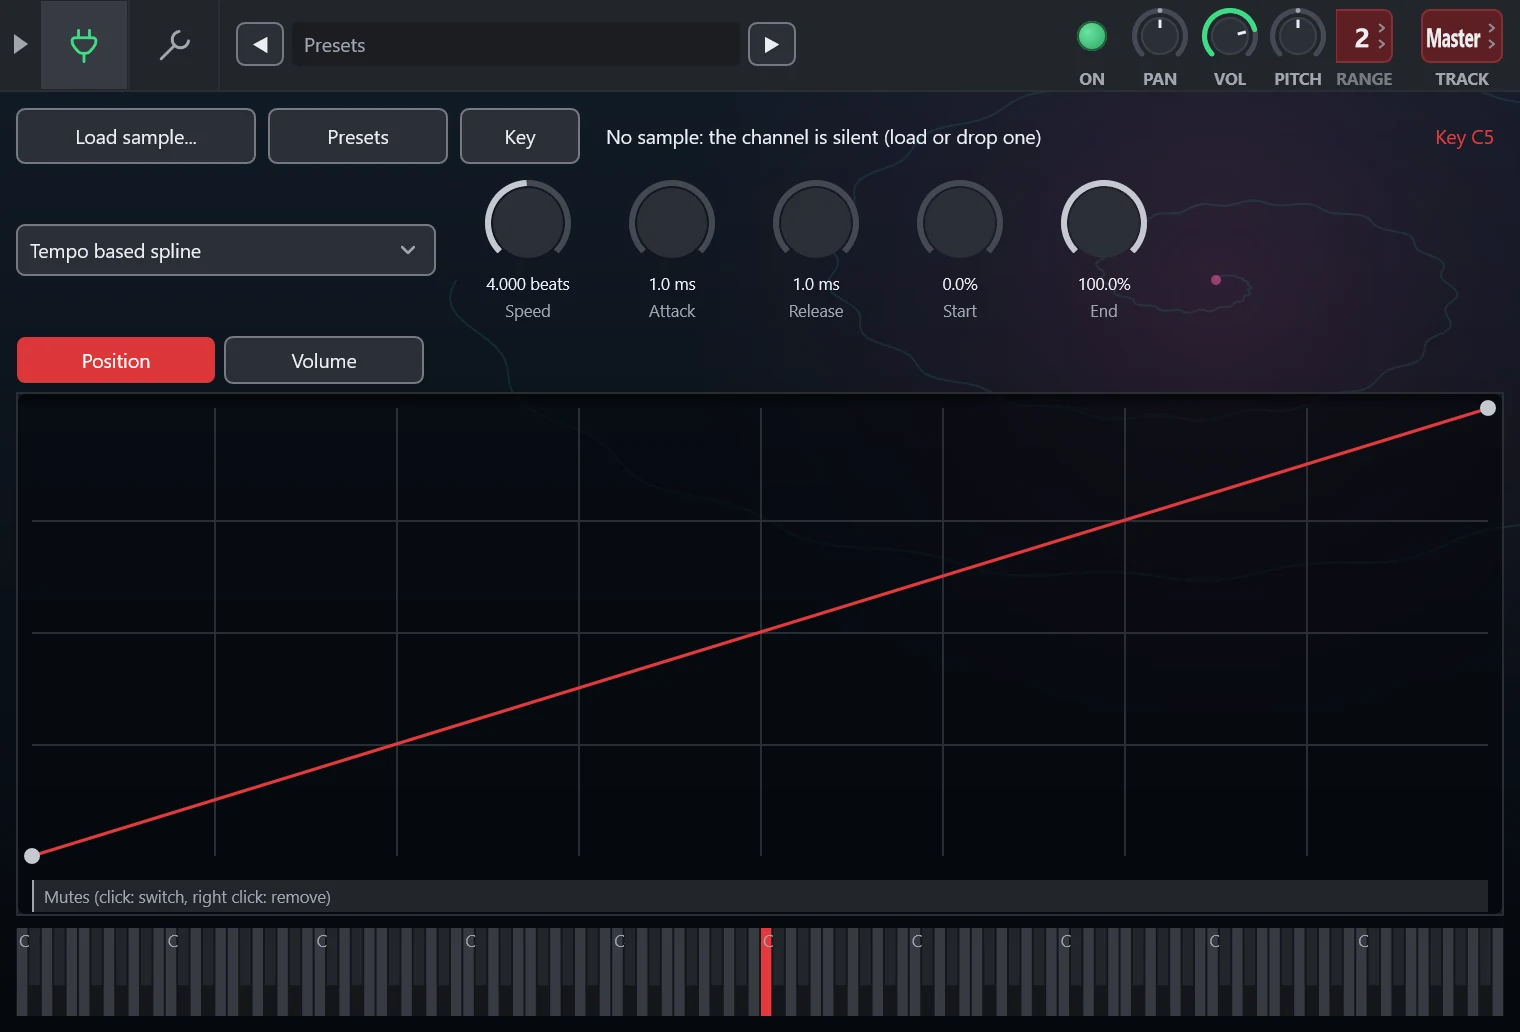 Presets
2
Master
ON
PAN
VOL
PITCH
RANGE
TRACK
Load sample...
Presets
Key
No sample: the channel is silent (load or drop one)
Key C5
Tempo based spline
4.000 beats
1.0 ms
1.0 ms
0.0%
100.0%
Speed
Attack
Release
Start
End
Position
Volume
Mutes (click: switch, right click: remove)
C
C
C
C
C
C
C
C
C
C